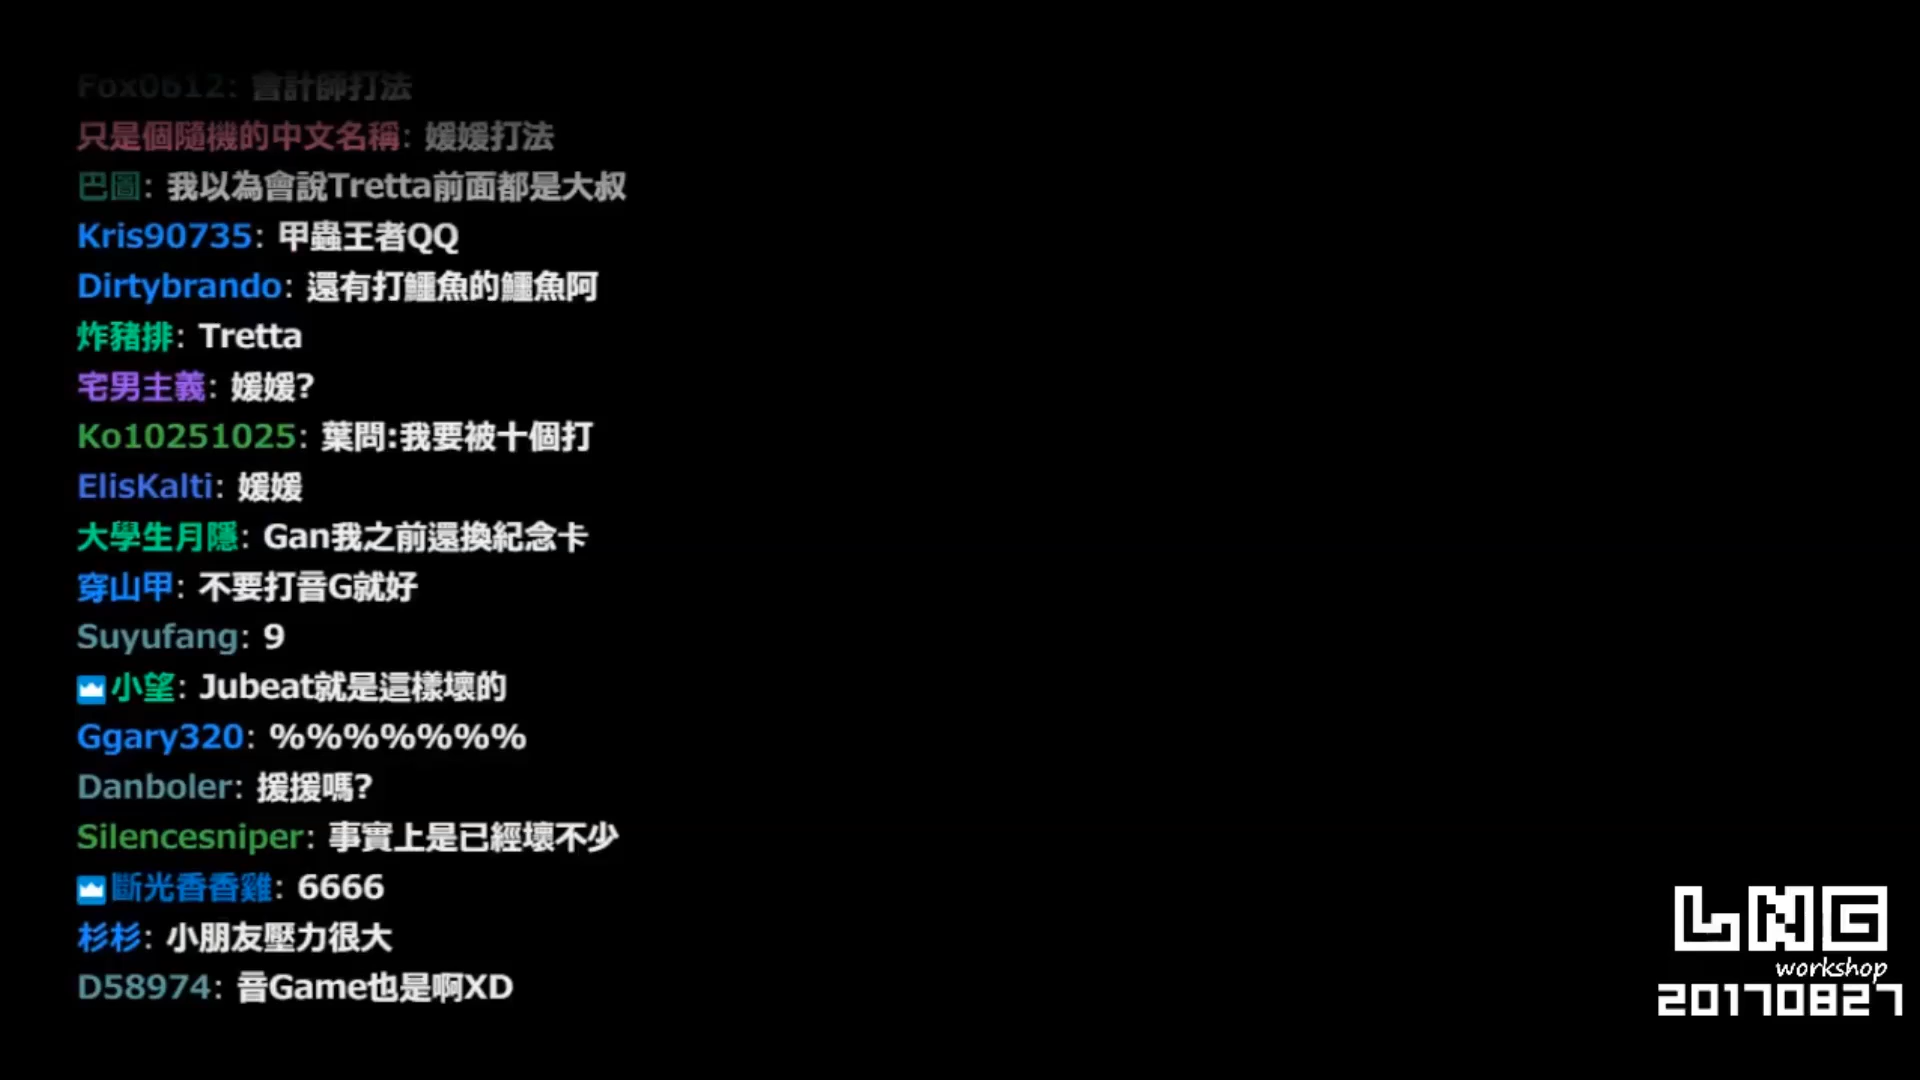 Fox0612: 會計師打法
只是個隨機的中文名稱: 媛媛打法
巴圖: 我以為會說Tretta前面都是大叔
Kris90735: 甲蟲王者QQ
Dirtybrando: 還有打鱷魚的鱷魚阿
炸豬排: Tretta
宅男主義: 媛媛?
Ko10251025: 葉問:我要被十個打
ElisKalti: 媛媛
大學生月隱: Gan我之前還換紀念卡
穿山甲: 不要打音G就好
Suyufang: 9
小望: Jubeat就是這樣壞的
Ggary320: %%%%%%%
Danboler: 援援嗎?
Silencesniper: 事實上是已經壞不少
斷光香香雞: 6666
杉杉: 小朋友壓力很大
D58974: 音Game也是啊XD
LNG
workshop
20170827